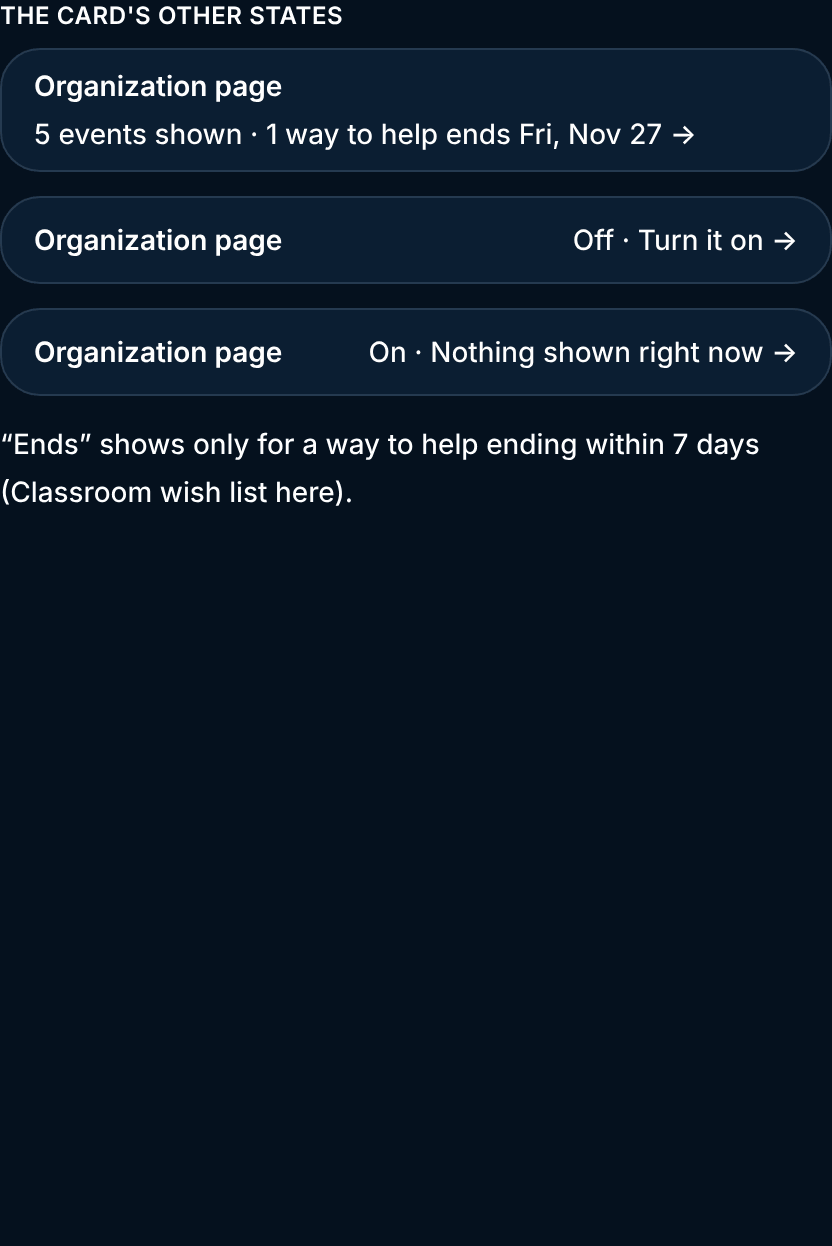 THE CARD'S OTHER STATES
Organization page
5 events shown · 1 way to help ends Fri, Nov 27 →
Organization page Off · Turn it on →
Organization page On · Nothing shown right now →
“Ends” shows only for a way to help ending within 7 days
(Classroom wish list here).